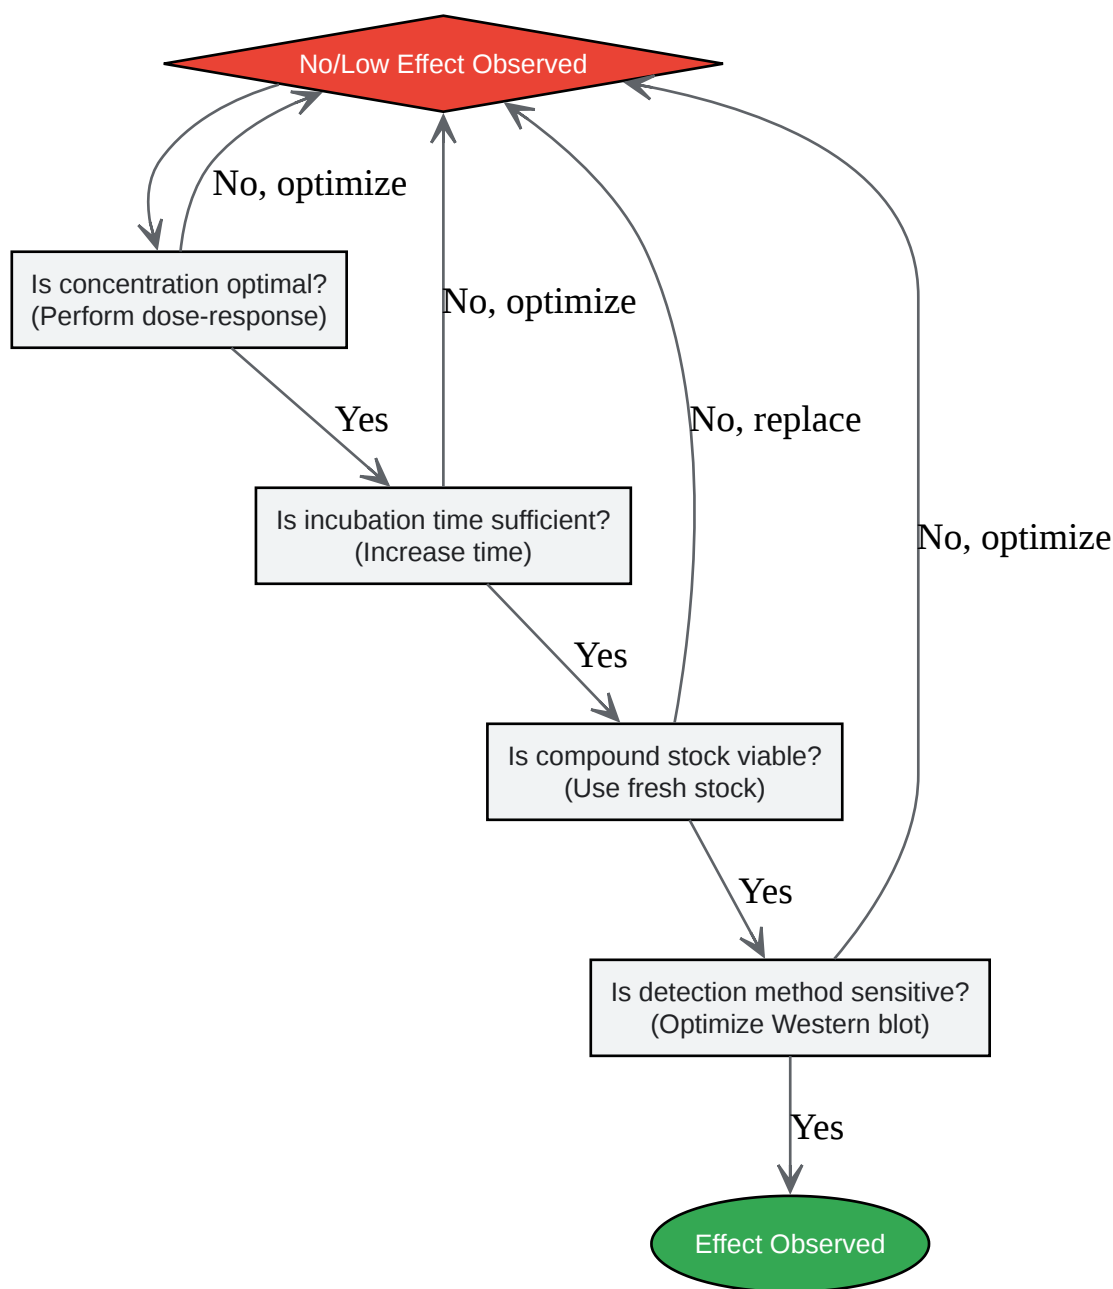 No/Low Effect Observed
No, optimize
Is concentration optimal?
(Perform dose-response)
No, optimize
Yes
No, replace
Is incubation time sufficient?
(Increase time)
No, optimize
Yes
Is compound stock viable?
(Use fresh stock)
Yes
Is detection method sensitive?
(Optimize Western blot)
Yes
Effect Observed